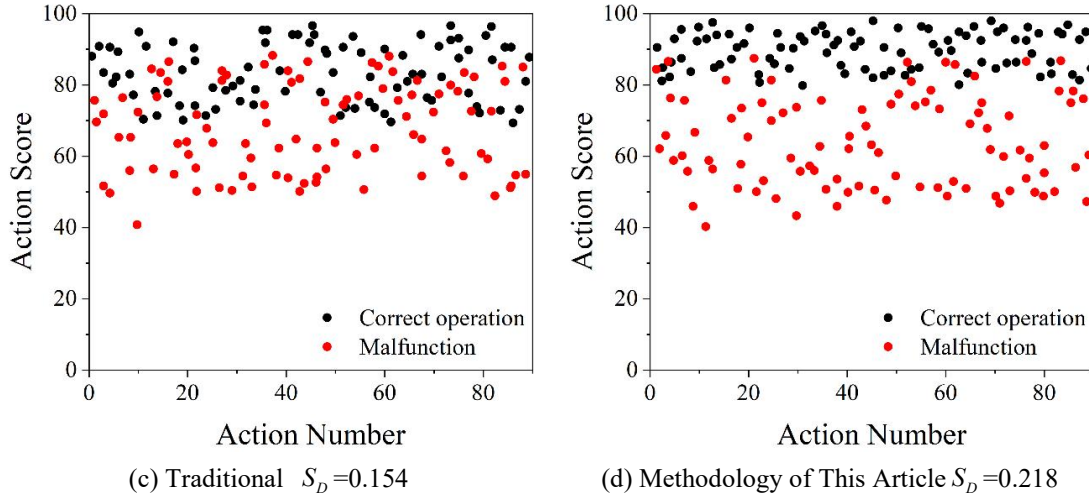 100
80
60
40
20
0
Action Score
Correct operation
Malfunction
0 20 40 60 80
Action Number
(c) Traditional S_D =0.154
100
80
60
40
20
0
Action Score
Correct operation
Malfunction
0 20 40 60 80
Action Number
(d) Methodology of This Article S_D =0.218